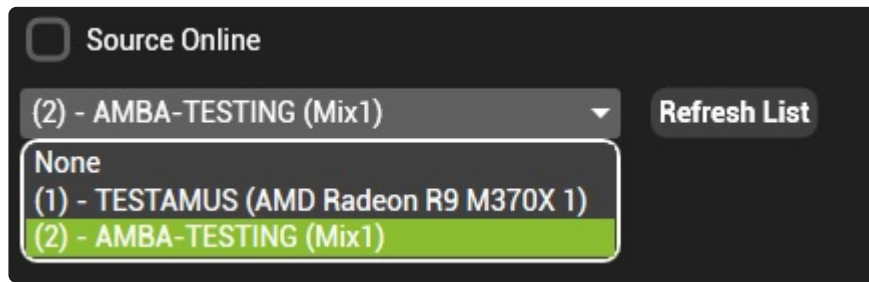 Source Online
(2) - AMBA-TESTING (Mix1)
Refresh List
None
(1) - TESTAMUS (AMD Radeon R9 M370X 1)
(2) - AMBA-TESTING (Mix1)